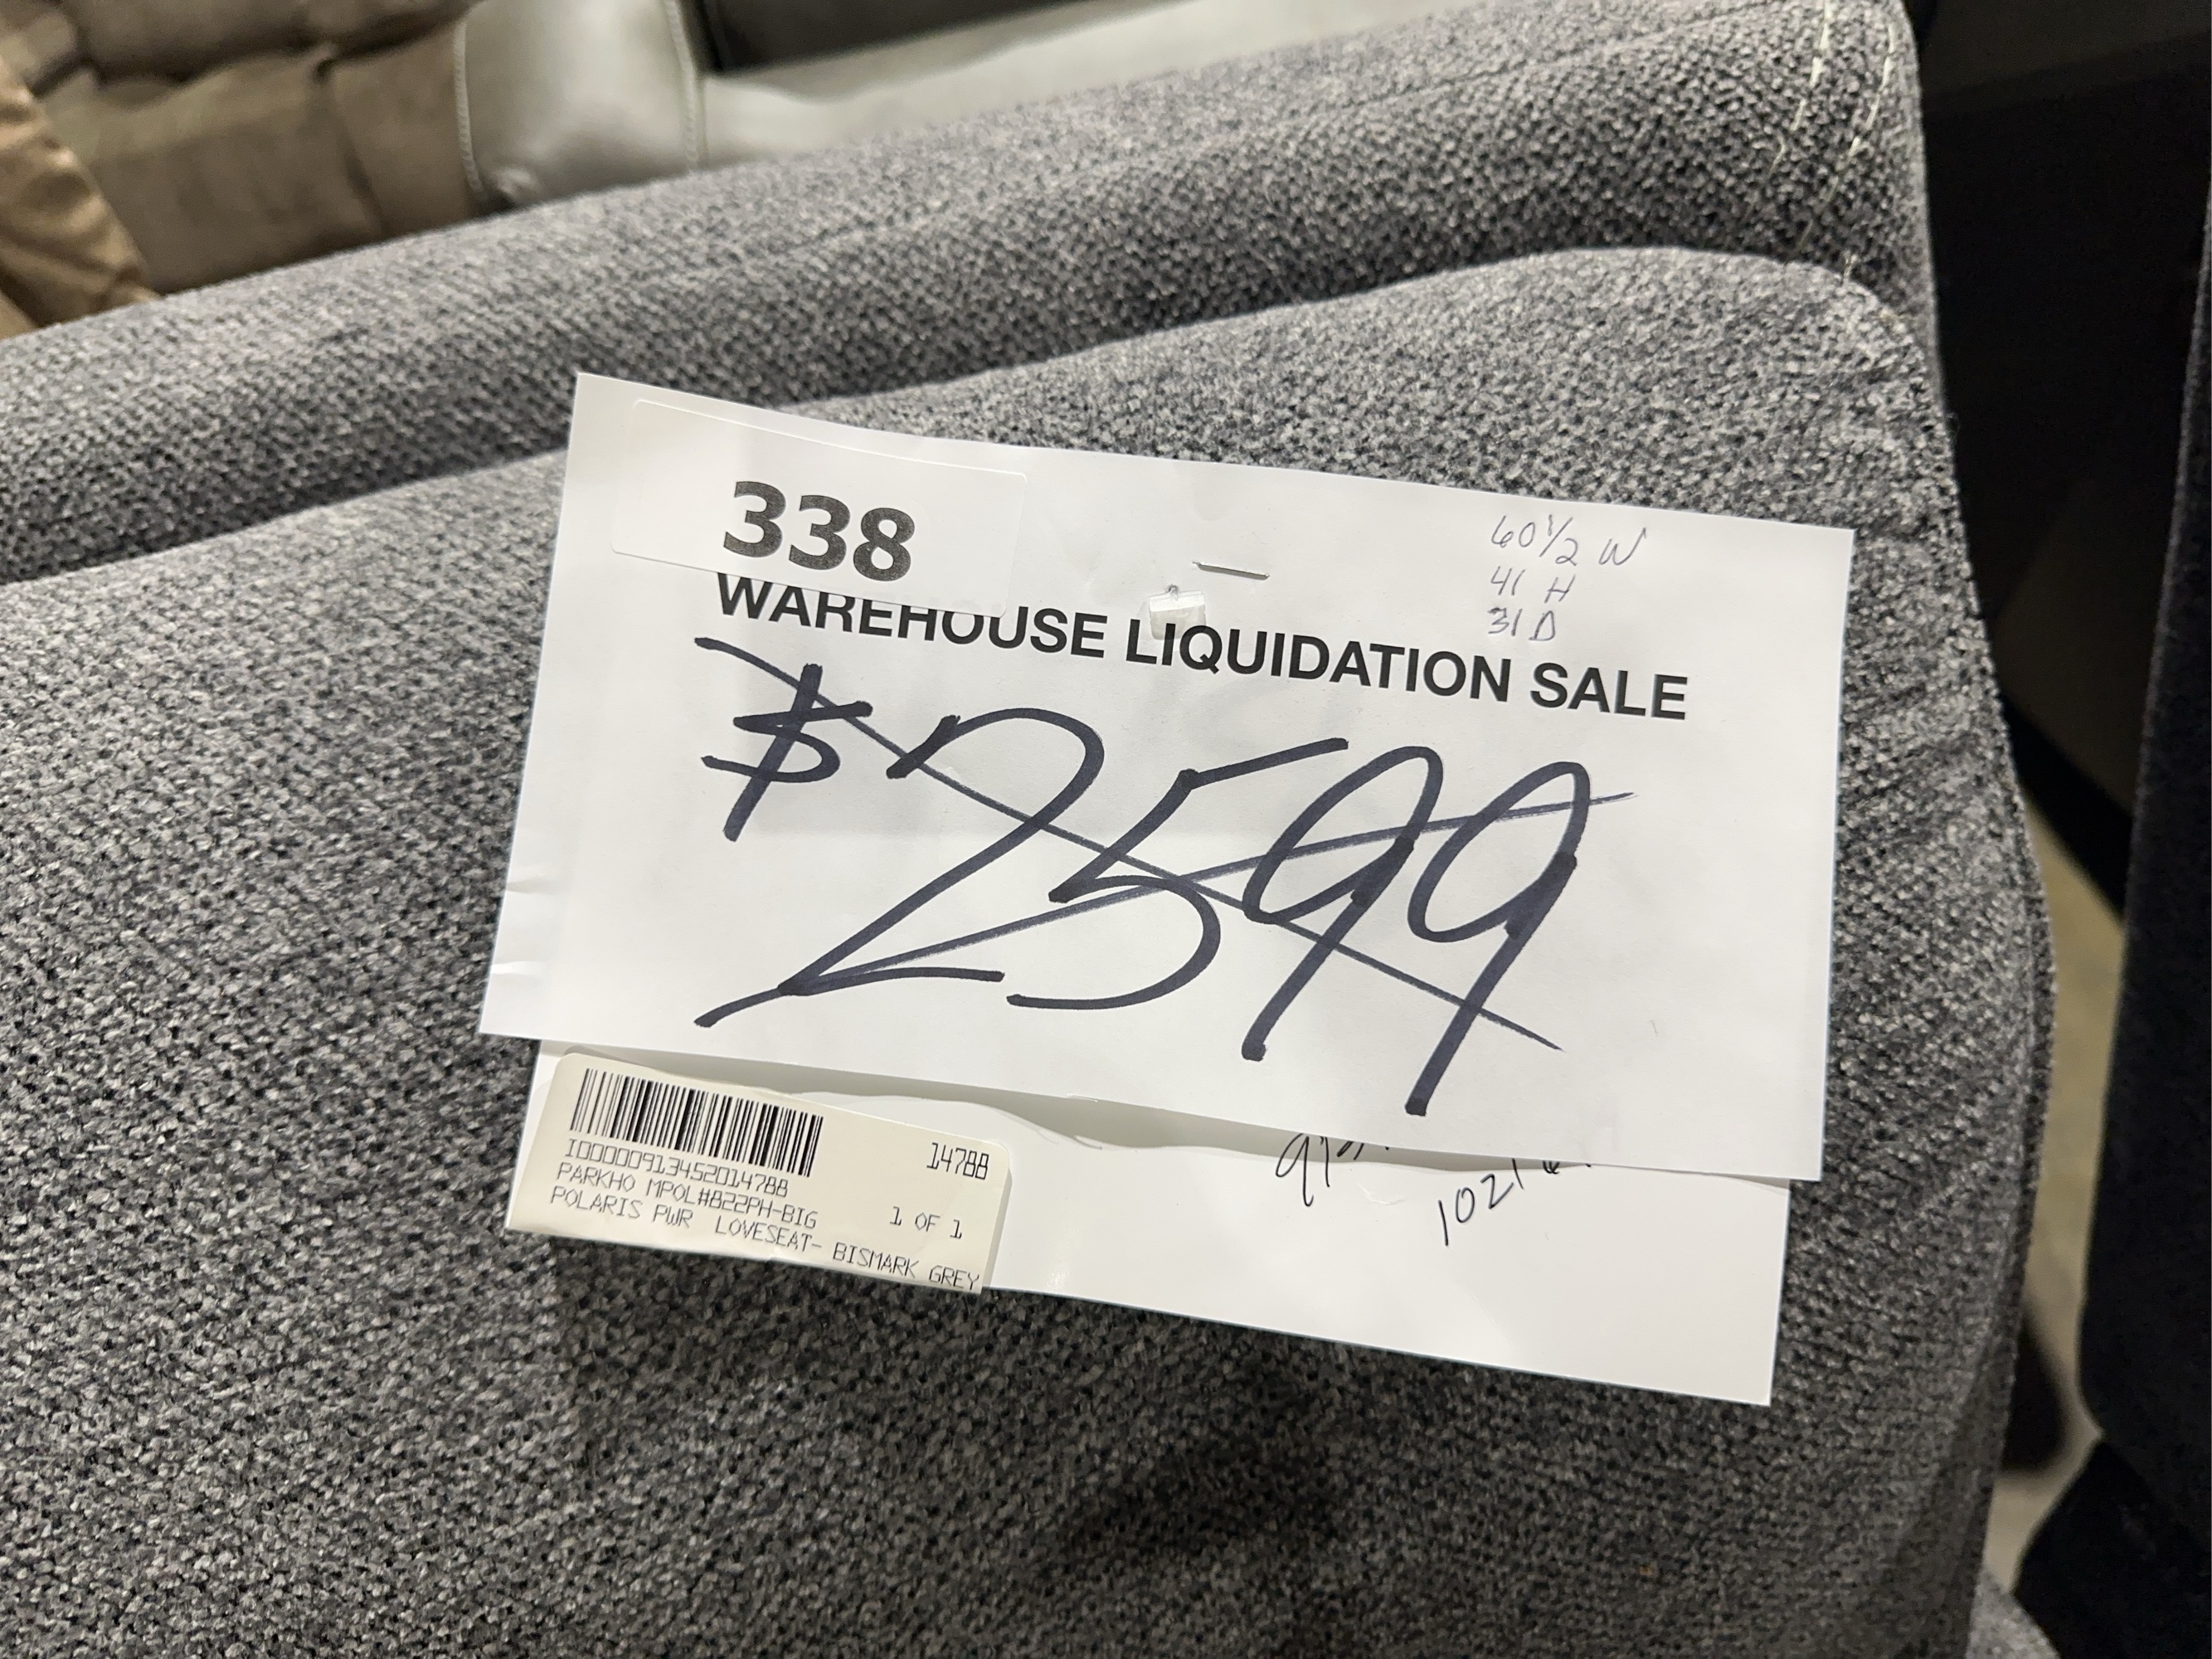 338
60 1/2 W
41 H
31 D
WAREHOUSE LIQUIDATION SALE
$2599
I0000091345201478B 14788
PARKHO MPOL#822PH-BIG 1 OF 1
POLARIS PWR LOVESEAT- BISMARK GREY